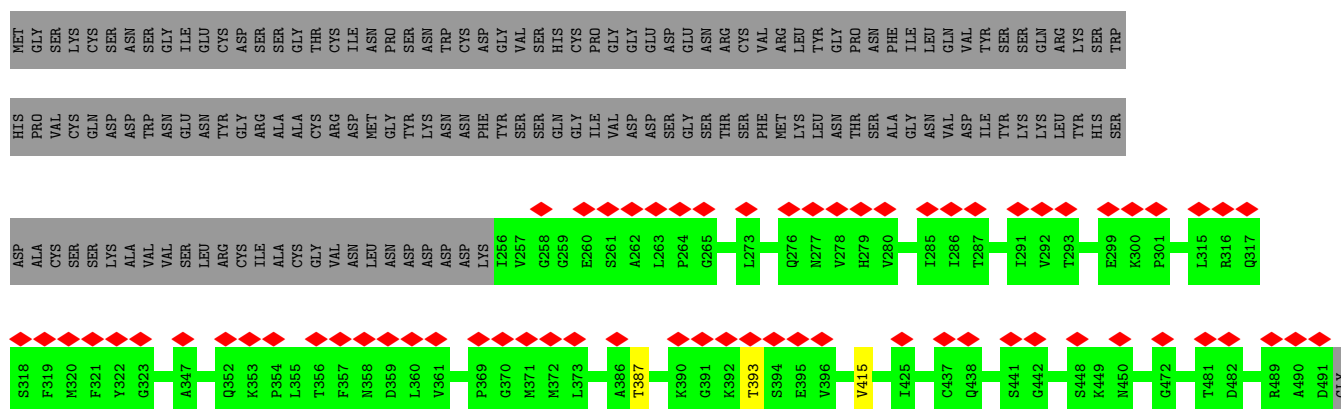 MET GLY SER LYS CYS SER ASN SER GLY ILE GLU CYS ASP SER SER GLY THR CYS ILE ASN PRO SER ASN TRP CYS ASP GLY VAL SER HIS CYS PRO GLY GLY GLU ASP GLU ASN ARG CYS VAL ARG LEU TYR GLY PRO ASN PHE ILE LEU GLN VAL TYR SER SER GLN ARG LYS SER TRP
HIS PRO VAL CYS GLN ASP ASP TRP ASN GLU ASN TYR GLY ARG ALA ALA CYS ARG ASP MET GLY TYR LYS ASN ASN PHE TYR SER SER GLN GLY ILE VAL ASP ASP SER GLY SER THR SER PHE MET LYS LEU ASN THR SER ALA GLY ASN VAL ASP ILE TYR LYS LYS LEU TYR HIS SER
ASP ALA CYS SER SER LYS ALA VAL VAL SER LEU ARG CYS ILE ALA CYS GLY VAL ASN LEU ASN ASP ASP ASP ASP LYS I256 V257 G258 G259 E260 S261 A262 L263 P264 G265 L273 Q276 N277 V278 H279 V280 I285 I286 T287 I291 V292 T293 E299 K300 P301 L315 R316 Q317
S318 F319 M320 F321 Y322 G323 A347 Q352 K353 P354 L355 T356 F357 N358 D359 L360 V361 P369 G370 M371 M372 L373 A386 T387 K390 G391 K392 T393 S394 E395 V396 V415 I425 C437 Q438 S441 G442 S448 K449 N450 G472 T481 D482 R489 A490 D491 GLY